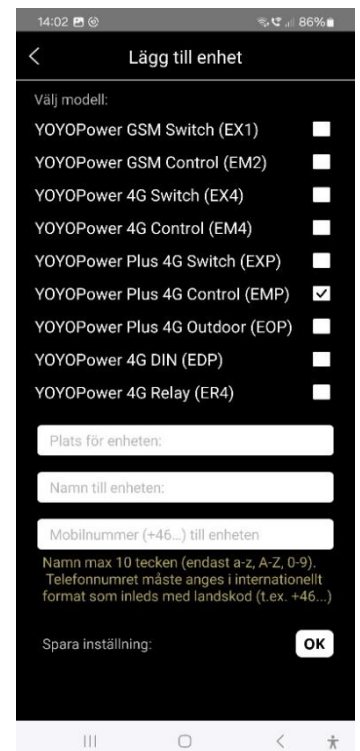 14:02 86%
Lägg till enhet
Välj modell:
YOYOPower GSM Switch (EX1)
YOYOPower GSM Control (EM2)
YOYOPower 4G Switch (EX4)
YOYOPower 4G Control (EM4)
YOYOPower Plus 4G Switch (EXP)
YOYOPower Plus 4G Control (EMP)
YOYOPower Plus 4G Outdoor (EOP)
YOYOPower 4G DIN (EDP)
YOYOPower 4G Relay (ER4)
Plats för enheten:
Namn till enheten:
Mobilnummer (+46...) till enheten
Namn max 10 tecken (endast a-z, A-Z, 0-9).
Telefonnumret måste anges i internationellt
format som inleds med landskod (t.ex. +46...)
Spara inställning: OK